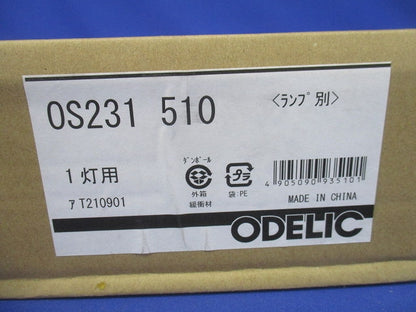 OS231 510
〈ランプ別〉
1灯用
ア T210901
ダンボール
外箱
緩衝材
プラ
袋:PE
4905090935101
MADE IN CHINA
ODELIC